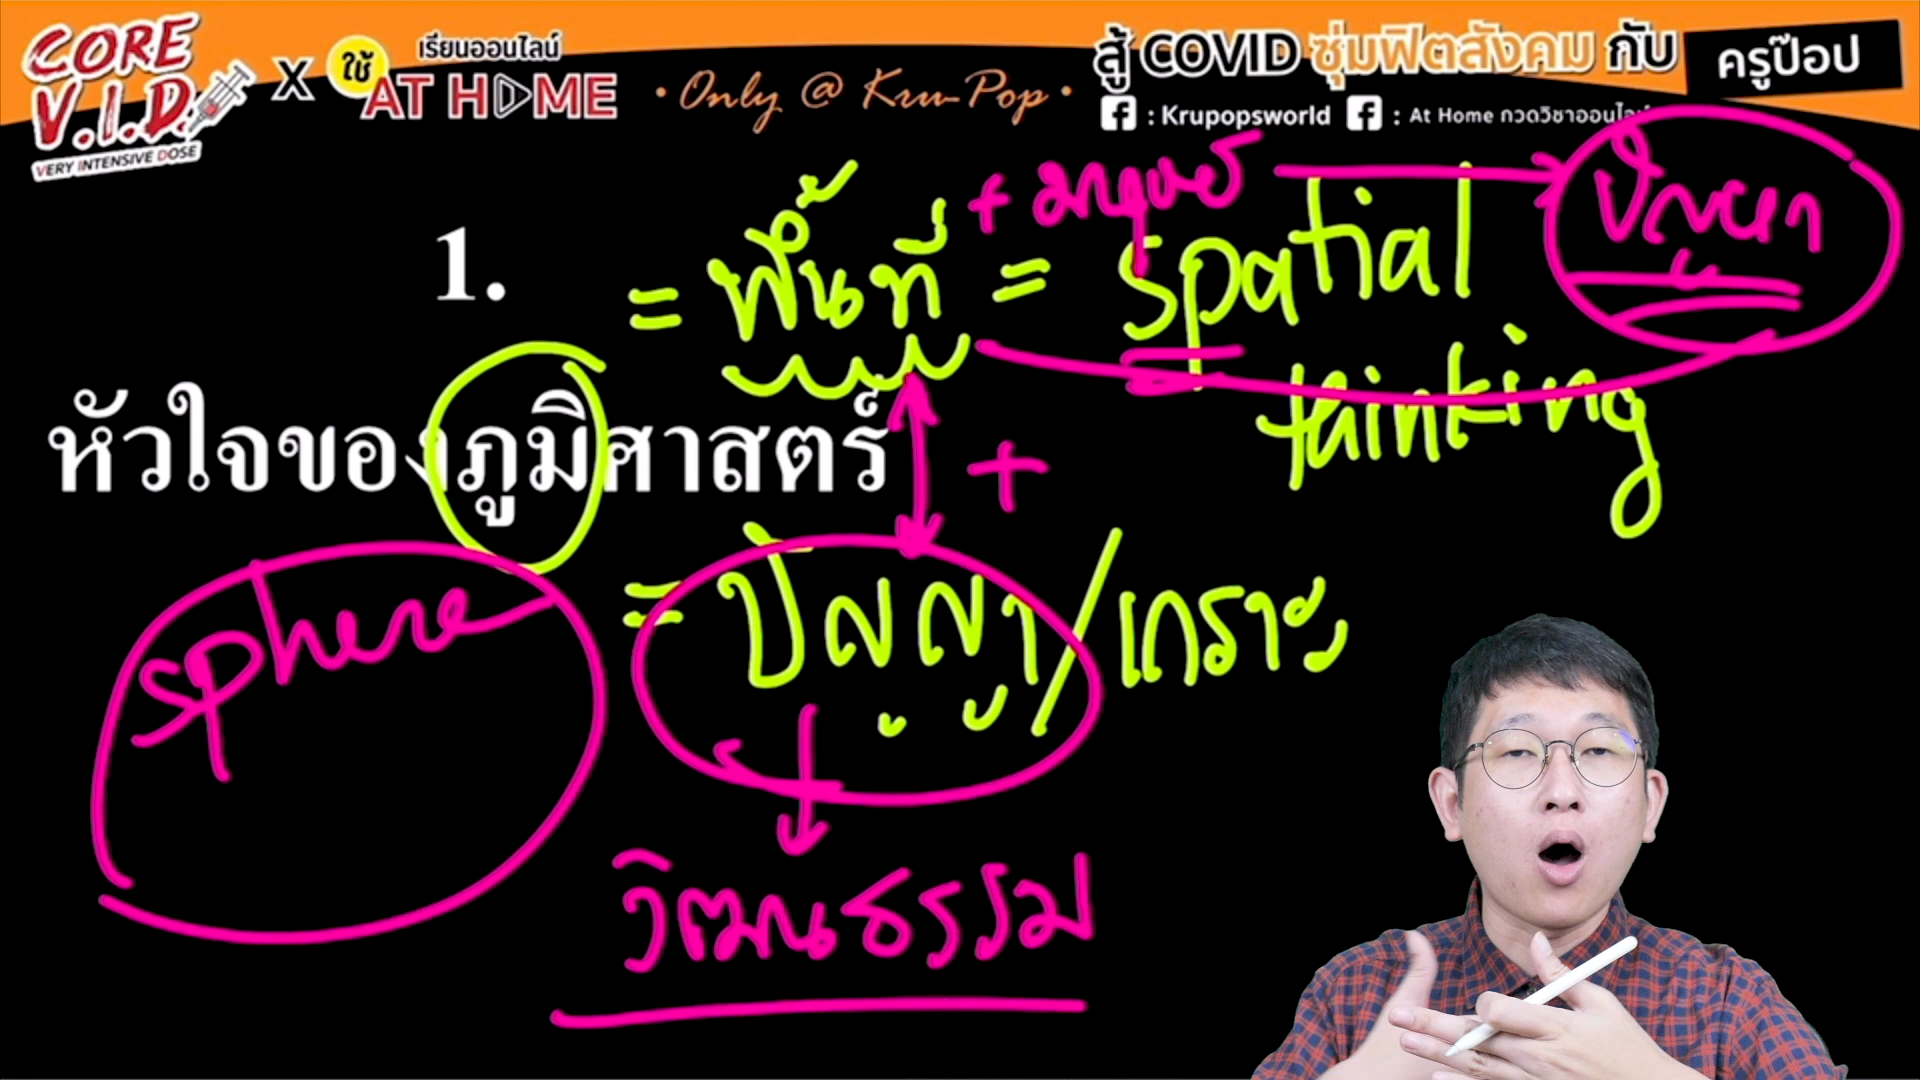 CORE
V.I.D.
VERY INTENSIVE DOSE
X
ใช้
เรียนออนไลน์
AT HOME
• Only @ Kru-Pop •
สู้ COVID ซุ่มฟิตสังคม กับ ครูป๊อป
f : Krupopsworld f : At Home กวดวิชาออนไลน์
+ มนุษย์
ปัญหา
1.
= พื้นที่ = spatial
thinking
หัวใจของภูมิศาสตร์
+
sphere
= ปัญญา/เคราะห์
วัฒนธรรม